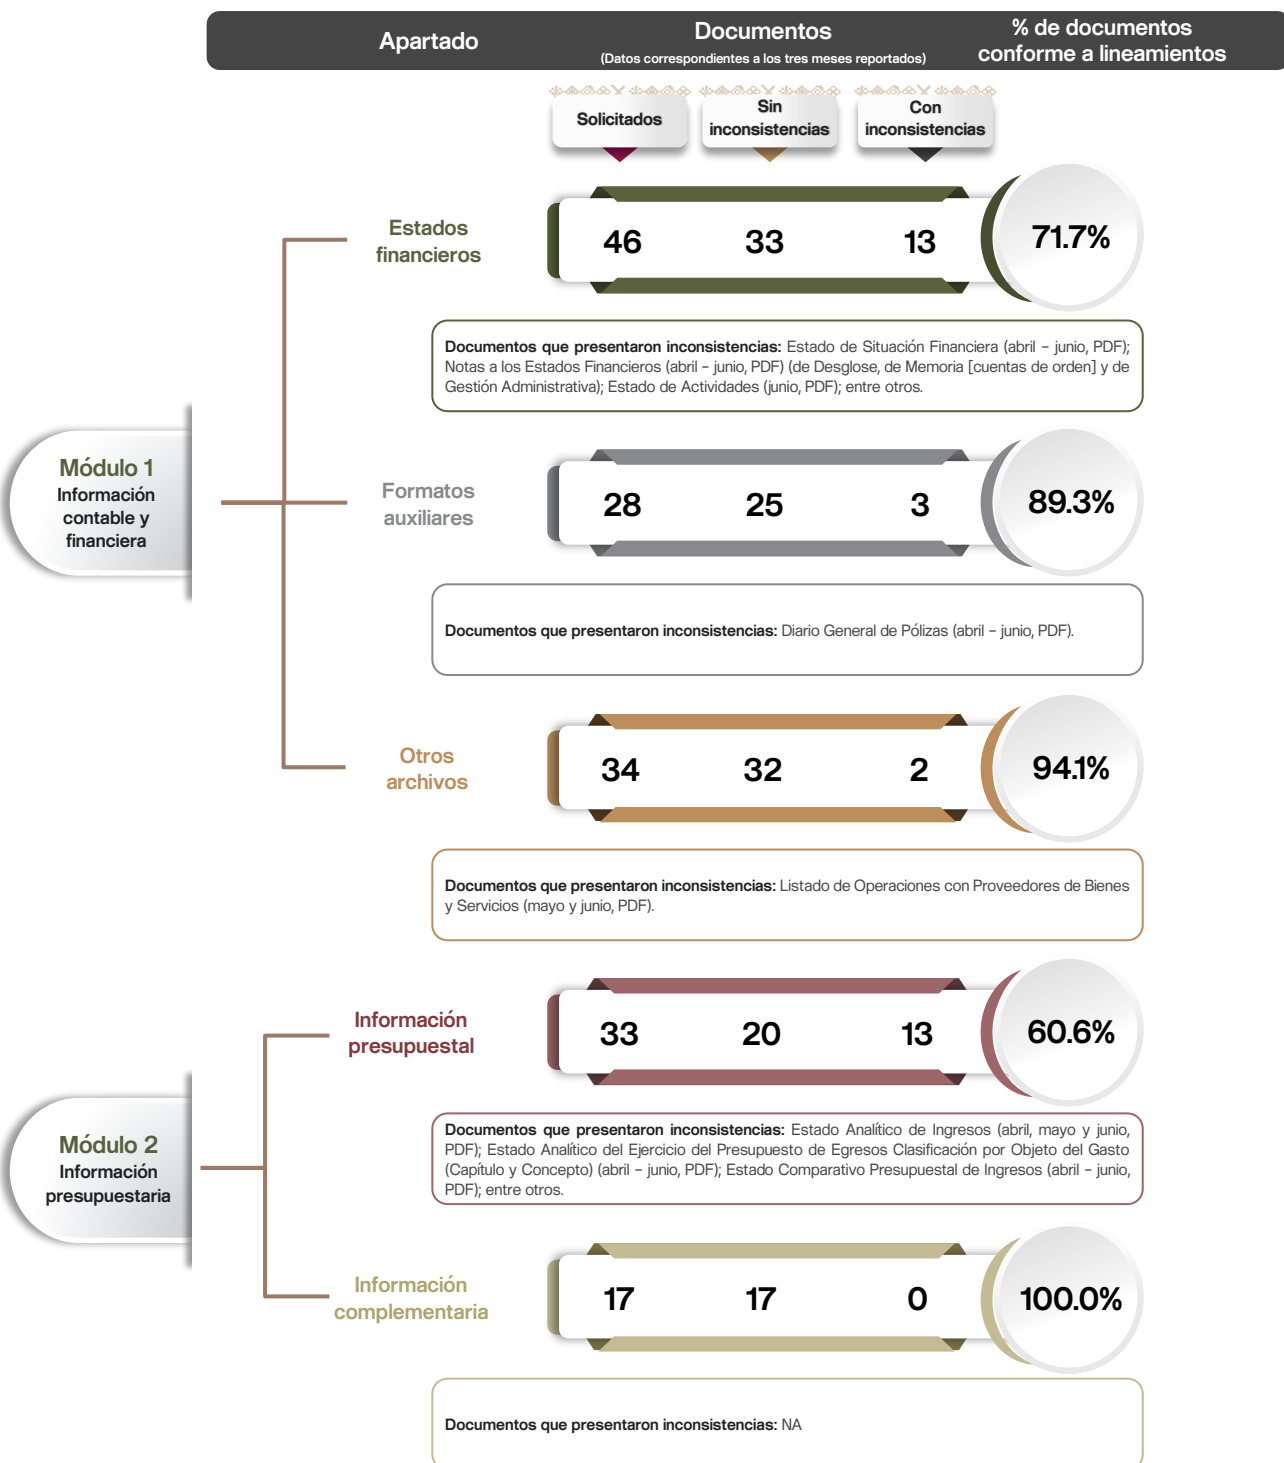 Apartado
Documentos
(Datos correspondientes a los tres meses reportados)
% de documentos
conforme a lineamientos
Solicitados
Sin
inconsistencias
Con
inconsistencias
Módulo 1
Información
contable y
financiera
Estados
financieros
46 33 13 71.7%
Documentos que presentaron inconsistencias: Estado de Situación Financiera (abril – junio, PDF);
Notas a los Estados Financieros (abril – junio, PDF) (de Desglose, de Memoria [cuentas de orden] y de
Gestión Administrativa); Estado de Actividades (junio, PDF); entre otros.
Formatos
auxiliares
28 25 3 89.3%
Documentos que presentaron inconsistencias: Diario General de Pólizas (abril – junio, PDF).
Otros
archivos
34 32 2 94.1%
Documentos que presentaron inconsistencias: Listado de Operaciones con Proveedores de Bienes
y Servicios (mayo y junio, PDF).
Módulo 2
Información
presupuestaria
Información
presupuestal
33 20 13 60.6%
Documentos que presentaron inconsistencias: Estado Analítico de Ingresos (abril, mayo y junio,
PDF); Estado Analítico del Ejercicio del Presupuesto de Egresos Clasificación por Objeto del Gasto
(Capítulo y Concepto) (abril – junio, PDF); Estado Comparativo Presupuestal de Ingresos (abril – junio,
PDF); entre otros.
Información
complementaria
17 17 0 100.0%
Documentos que presentaron inconsistencias: NA